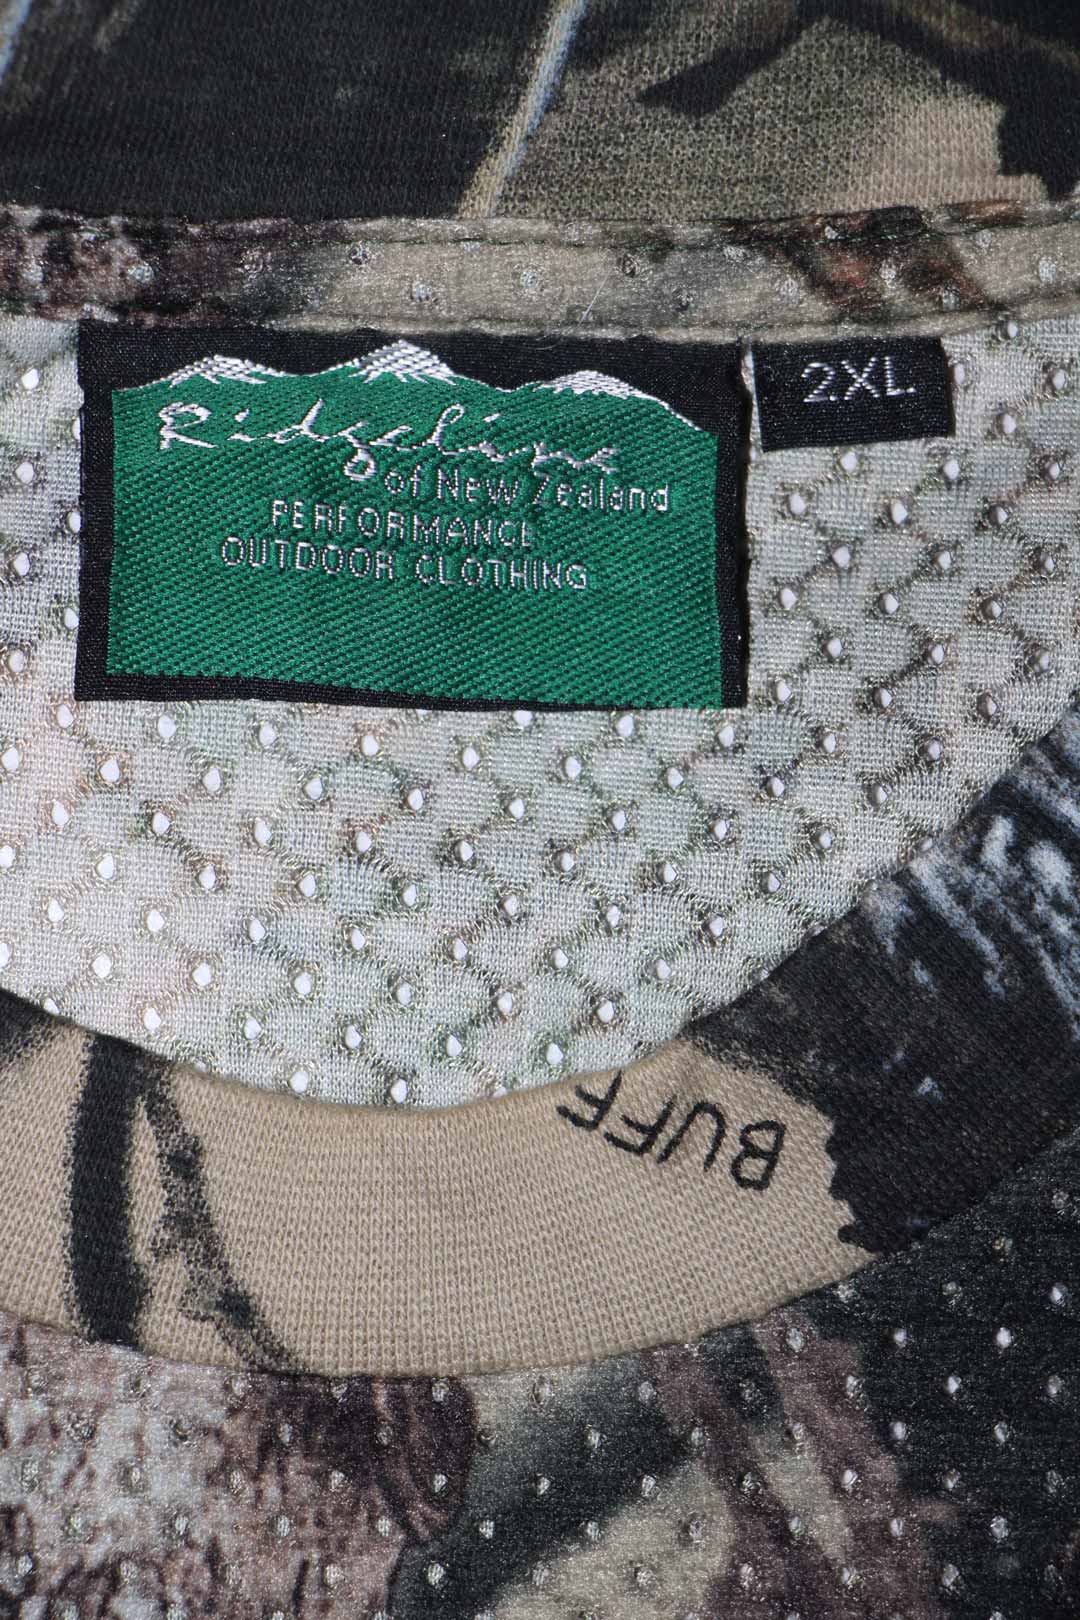 Ridgeline
of New Zealand
PERFORMANCE
OUTDOOR CLOTHING
2XL
BUFF